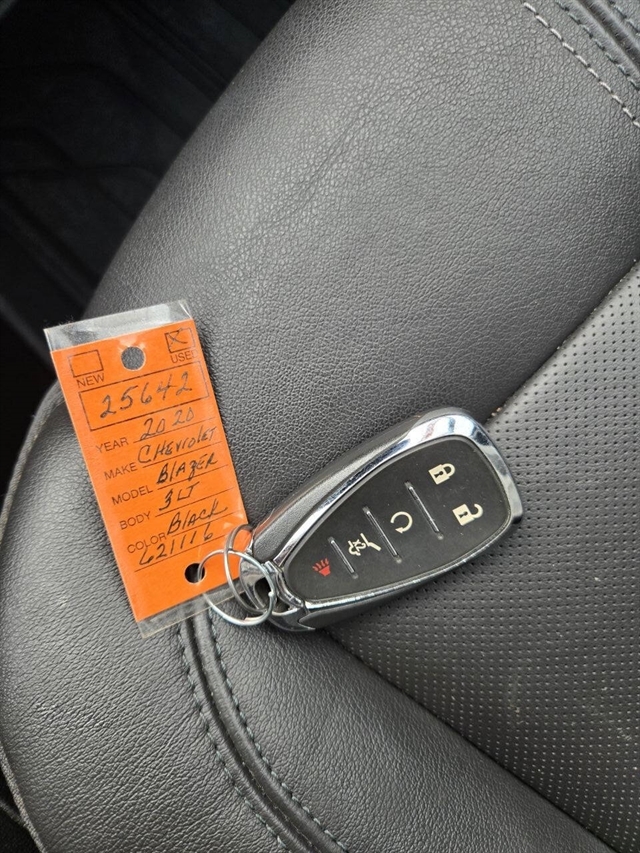 NEW USED
25642
YEAR 2020
MAKE CHEVROLET
MODEL BLAZER
BODY 3LT
COLOR Black
621116